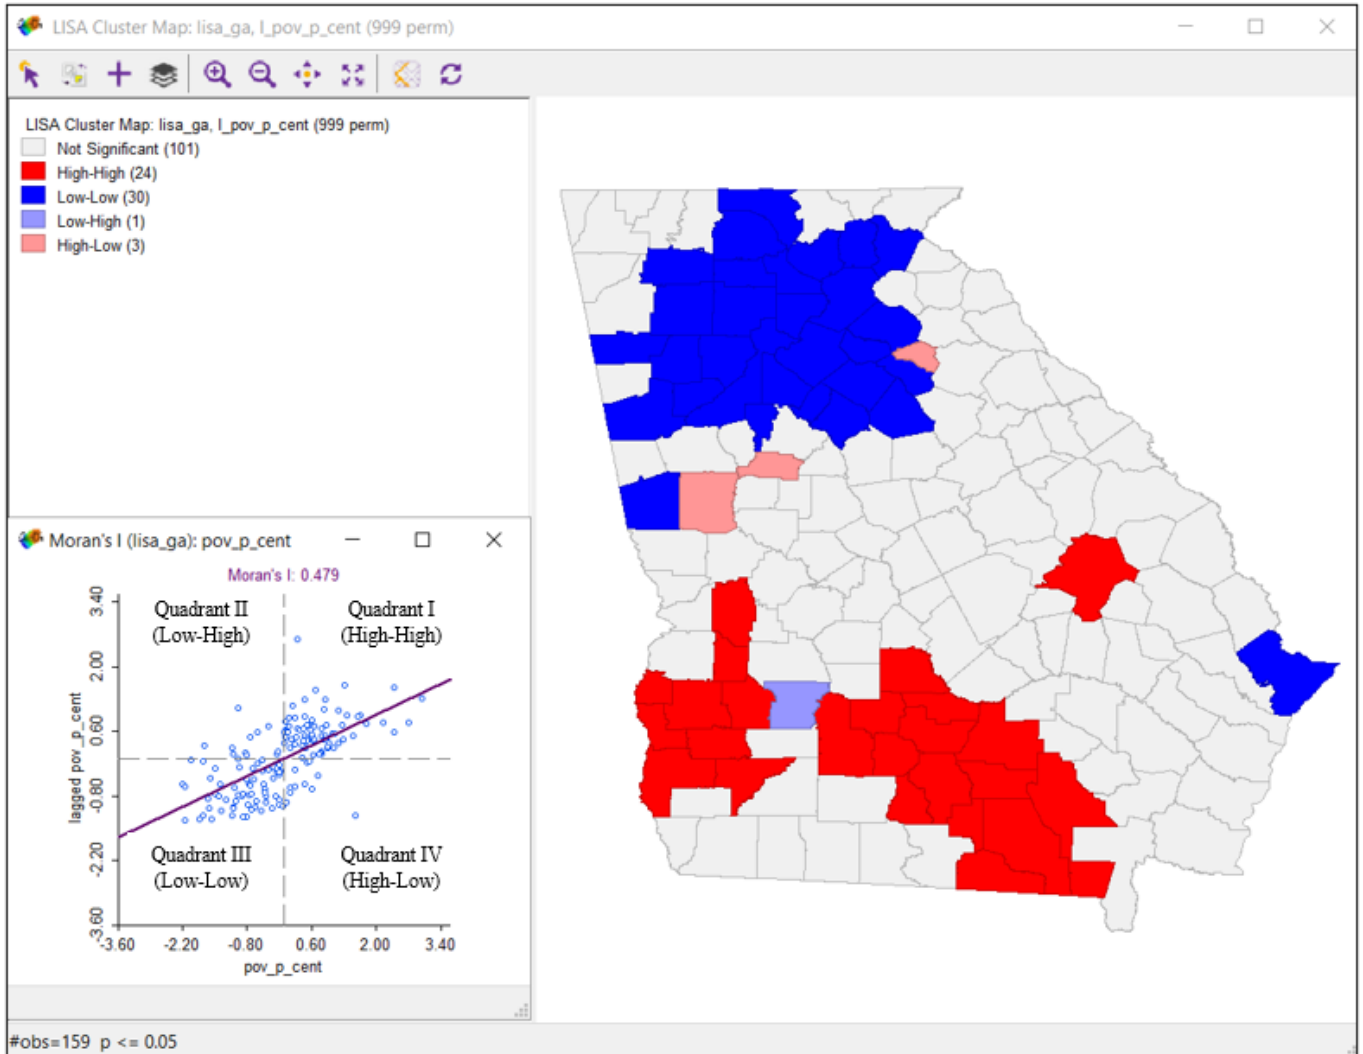 LISA Cluster Map: lisa_ga, I_pov_p_cent (999 perm)
LISA Cluster Map: lisa_ga, I_pov_p_cent (999 perm)
Not Significant (101)
High-High (24)
Low-Low (30)
Low-High (1)
High-Low (3)
Moran's I (lisa_ga): pov_p_cent
Moran's I: 0.479
Quadrant II
(Low-High)
Quadrant I
(High-High)
Quadrant III
(Low-Low)
Quadrant IV
(High-Low)
lagged pov_p_cent
3.40
2.00
0.60
-0.80
-2.20
-3.60
-3.60 -2.20 -0.80 0.60 2.00 3.40
pov_p_cent
#obs=159 p <= 0.05